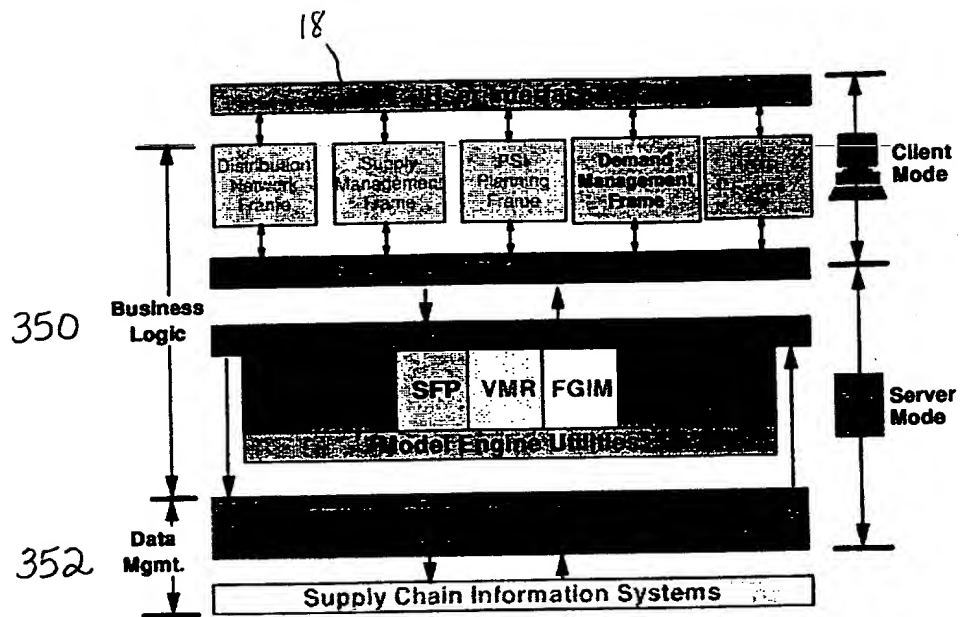 18
Distribution
Network
Frame
Supply
Management
Frame
PSI
Planning
Frame
Demand
Management
Frame
Client
Mode
350
Business
Logic
SFP
VMR
FGIM
Model Engine Utilities
Server
Mode
352
Data
Mgmt.
Supply Chain Information Systems